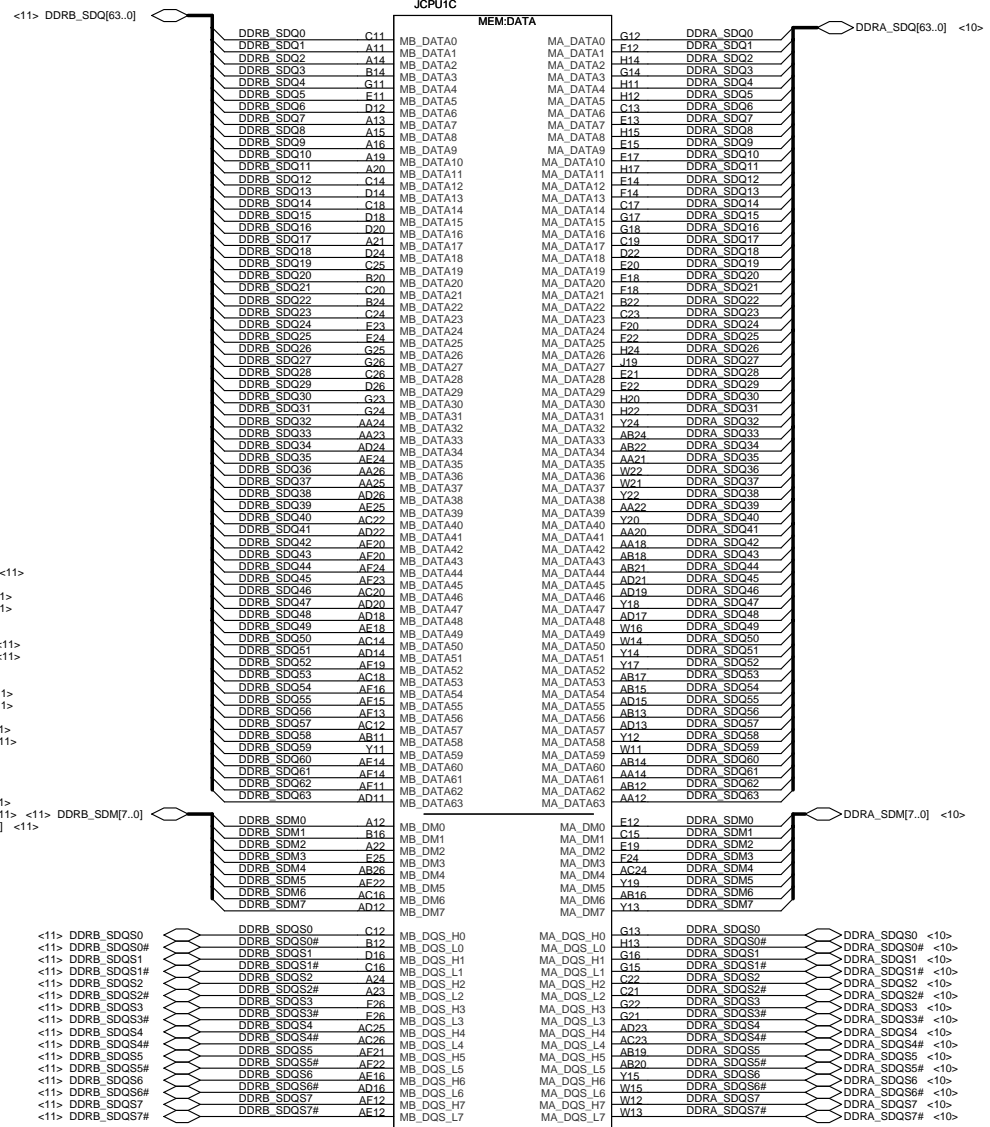 JCPU1C
<11> DDRB_SDQ[63..0] MEM:DATA DDRA_SDQ[63..0] <10>
DDRB_SDQ0 C11 MB_DATA0 MA_DATA0 G12 DDRA_SDQ0
DDRB_SDQ1 A11 MB_DATA1 MA_DATA1 F12 DDRA_SDQ1
DDRB_SDQ2 A14 MB_DATA2 MA_DATA2 H14 DDRA_SDQ2
DDRB_SDQ3 B14 MB_DATA3 MA_DATA3 G14 DDRA_SDQ3
DDRB_SDQ4 G11 MB_DATA4 MA_DATA4 H11 DDRA_SDQ4
DDRB_SDQ5 E11 MB_DATA5 MA_DATA5 H12 DDRA_SDQ5
DDRB_SDQ6 D12 MB_DATA6 MA_DATA6 C13 DDRA_SDQ6
DDRB_SDQ7 A13 MB_DATA7 MA_DATA7 E13 DDRA_SDQ7
DDRB_SDQ8 A15 MB_DATA8 MA_DATA8 H15 DDRA_SDQ8
DDRB_SDQ9 A16 MB_DATA9 MA_DATA9 E15 DDRA_SDQ9
DDRB_SDQ10 A19 MB_DATA10 MA_DATA10 E17 DDRA_SDQ10
DDRB_SDQ11 A20 MB_DATA11 MA_DATA11 H17 DDRA_SDQ11
DDRB_SDQ12 C14 MB_DATA12 MA_DATA12 E14 DDRA_SDQ12
DDRB_SDQ13 D14 MB_DATA13 MA_DATA13 F14 DDRA_SDQ13
DDRB_SDQ14 C18 MB_DATA14 MA_DATA14 C17 DDRA_SDQ14
DDRB_SDQ15 D18 MB_DATA15 MA_DATA15 G17 DDRA_SDQ15
DDRB_SDQ16 D20 MB_DATA16 MA_DATA16 G18 DDRA_SDQ16
DDRB_SDQ17 A21 MB_DATA17 MA_DATA17 C19 DDRA_SDQ17
DDRB_SDQ18 D24 MB_DATA18 MA_DATA18 D22 DDRA_SDQ18
DDRB_SDQ19 C25 MB_DATA19 MA_DATA19 E20 DDRA_SDQ19
DDRB_SDQ20 B20 MB_DATA20 MA_DATA20 E18 DDRA_SDQ20
DDRB_SDQ21 C20 MB_DATA21 MA_DATA21 F18 DDRA_SDQ21
DDRB_SDQ22 B24 MB_DATA22 MA_DATA22 B22 DDRA_SDQ22
DDRB_SDQ23 C24 MB_DATA23 MA_DATA23 C23 DDRA_SDQ23
DDRB_SDQ24 E23 MB_DATA24 MA_DATA24 F20 DDRA_SDQ24
DDRB_SDQ25 E24 MB_DATA25 MA_DATA25 F22 DDRA_SDQ25
DDRB_SDQ26 G25 MB_DATA26 MA_DATA26 H24 DDRA_SDQ26
DDRB_SDQ27 G26 MB_DATA27 MA_DATA27 J19 DDRA_SDQ27
DDRB_SDQ28 C26 MB_DATA28 MA_DATA28 E21 DDRA_SDQ28
DDRB_SDQ29 D26 MB_DATA29 MA_DATA29 E22 DDRA_SDQ29
DDRB_SDQ30 G23 MB_DATA30 MA_DATA30 H20 DDRA_SDQ30
DDRB_SDQ31 G24 MB_DATA31 MA_DATA31 H22 DDRA_SDQ31
DDRB_SDQ32 AA24 MB_DATA32 MA_DATA32 Y24 DDRA_SDQ32
DDRB_SDQ33 AA23 MB_DATA33 MA_DATA33 AB24 DDRA_SDQ33
DDRB_SDQ34 AD24 MB_DATA34 MA_DATA34 AB22 DDRA_SDQ34
DDRB_SDQ35 AE24 MB_DATA35 MA_DATA35 AA21 DDRA_SDQ35
DDRB_SDQ36 AA26 MB_DATA36 MA_DATA36 W22 DDRA_SDQ36
DDRB_SDQ37 AA25 MB_DATA37 MA_DATA37 W21 DDRA_SDQ37
DDRB_SDQ38 AD26 MB_DATA38 MA_DATA38 Y22 DDRA_SDQ38
DDRB_SDQ39 AE25 MB_DATA39 MA_DATA39 AA22 DDRA_SDQ39
DDRB_SDQ40 AC22 MB_DATA40 MA_DATA40 Y20 DDRA_SDQ40
DDRB_SDQ41 AD22 MB_DATA41 MA_DATA41 AA20 DDRA_SDQ41
DDRB_SDQ42 AE20 MB_DATA42 MA_DATA42 AA18 DDRA_SDQ42
DDRB_SDQ43 AF20 MB_DATA43 MA_DATA43 AB18 DDRA_SDQ43
<11> DDRB_SDQ44 AF24 MB_DATA44 MA_DATA44 AB21 DDRA_SDQ44
DDRB_SDQ45 AF23 MB_DATA45 MA_DATA45 AD21 DDRA_SDQ45
1> DDRB_SDQ46 AC20 MB_DATA46 MA_DATA46 AD19 DDRA_SDQ46
1> DDRB_SDQ47 AD20 MB_DATA47 MA_DATA47 Y18 DDRA_SDQ47
DDRB_SDQ48 AD18 MB_DATA48 MA_DATA48 AD17 DDRA_SDQ48
DDRB_SDQ49 AE18 MB_DATA49 MA_DATA49 W16 DDRA_SDQ49
<11> DDRB_SDQ50 AC14 MB_DATA50 MA_DATA50 W14 DDRA_SDQ50
<11> DDRB_SDQ51 AD14 MB_DATA51 MA_DATA51 Y14 DDRA_SDQ51
DDRB_SDQ52 AF19 MB_DATA52 MA_DATA52 Y17 DDRA_SDQ52
DDRB_SDQ53 AC18 MB_DATA53 MA_DATA53 AB17 DDRA_SDQ53
1> DDRB_SDQ54 AF16 MB_DATA54 MA_DATA54 AB15 DDRA_SDQ54
1> DDRB_SDQ55 AF15 MB_DATA55 MA_DATA55 AD15 DDRA_SDQ55
DDRB_SDQ56 AF13 MB_DATA56 MA_DATA56 AB13 DDRA_SDQ56
1> DDRB_SDQ57 AC12 MB_DATA57 MA_DATA57 AD13 DDRA_SDQ57
11> DDRB_SDQ58 AB11 MB_DATA58 MA_DATA58 Y12 DDRA_SDQ58
DDRB_SDQ59 Y11 MB_DATA59 MA_DATA59 W11 DDRA_SDQ59
DDRB_SDQ60 AE14 MB_DATA60 MA_DATA60 AB14 DDRA_SDQ60
DDRB_SDQ61 AF14 MB_DATA61 MA_DATA61 AA14 DDRA_SDQ61
DDRB_SDQ62 AF11 MB_DATA62 MA_DATA62 AB12 DDRA_SDQ62
1> DDRB_SDQ63 AD11 MB_DATA63 MA_DATA63 AA12 DDRA_SDQ63
11> <11> DDRB_SDM[7..0] DDRA_SDM[7..0] <10>
] <11> DDRB_SDM0 A12 MB_DM0 MA_DM0 E12 DDRA_SDM0
DDRB_SDM1 B16 MB_DM1 MA_DM1 C15 DDRA_SDM1
DDRB_SDM2 A22 MB_DM2 MA_DM2 E19 DDRA_SDM2
DDRB_SDM3 E25 MB_DM3 MA_DM3 F24 DDRA_SDM3
DDRB_SDM4 AB26 MB_DM4 MA_DM4 AC24 DDRA_SDM4
DDRB_SDM5 AE22 MB_DM5 MA_DM5 Y19 DDRA_SDM5
DDRB_SDM6 AC16 MB_DM6 MA_DM6 AB16 DDRA_SDM6
DDRB_SDM7 AD12 MB_DM7 MA_DM7 Y13 DDRA_SDM7
<11> DDRB_SDQS0 DDRB_SDQS0 C12 MB_DQS_H0 MA_DQS_H0 G13 DDRA_SDQS0 DDRA_SDQS0 <10>
<11> DDRB_SDQS0# DDRB_SDQS0# B12 MB_DQS_L0 MA_DQS_L0 H13 DDRA_SDQS0# DDRA_SDQS0# <10>
<11> DDRB_SDQS1 DDRB_SDQS1 D16 MB_DQS_H1 MA_DQS_H1 G16 DDRA_SDQS1 DDRA_SDQS1 <10>
<11> DDRB_SDQS1# DDRB_SDQS1# C16 MB_DQS_L1 MA_DQS_L1 G15 DDRA_SDQS1# DDRA_SDQS1# <10>
<11> DDRB_SDQS2 DDRB_SDQS2 A24 MB_DQS_H2 MA_DQS_H2 C22 DDRA_SDQS2 DDRA_SDQS2 <10>
<11> DDRB_SDQS2# DDRB_SDQS2# A23 MB_DQS_L2 MA_DQS_L2 C21 DDRA_SDQS2# DDRA_SDQS2# <10>
<11> DDRB_SDQS3 DDRB_SDQS3 F26 MB_DQS_H3 MA_DQS_H3 G22 DDRA_SDQS3 DDRA_SDQS3 <10>
<11> DDRB_SDQS3# DDRB_SDQS3# E26 MB_DQS_L3 MA_DQS_L3 G21 DDRA_SDQS3# DDRA_SDQS3# <10>
<11> DDRB_SDQS4 DDRB_SDQS4 AC25 MB_DQS_H4 MA_DQS_H4 AD23 DDRA_SDQS4 DDRA_SDQS4 <10>
<11> DDRB_SDQS4# DDRB_SDQS4# AC26 MB_DQS_L4 MA_DQS_L4 AC23 DDRA_SDQS4# DDRA_SDQS4# <10>
<11> DDRB_SDQS5 DDRB_SDQS5 AF21 MB_DQS_H5 MA_DQS_H5 AB19 DDRA_SDQS5 DDRA_SDQS5 <10>
<11> DDRB_SDQS5# DDRB_SDQS5# AF22 MB_DQS_L5 MA_DQS_L5 AB20 DDRA_SDQS5# DDRA_SDQS5# <10>
<11> DDRB_SDQS6 DDRB_SDQS6 AE16 MB_DQS_H6 MA_DQS_H6 Y15 DDRA_SDQS6 DDRA_SDQS6 <10>
<11> DDRB_SDQS6# DDRB_SDQS6# AD16 MB_DQS_L6 MA_DQS_L6 W15 DDRA_SDQS6# DDRA_SDQS6# <10>
<11> DDRB_SDQS7 DDRB_SDQS7 AF12 MB_DQS_H7 MA_DQS_H7 W12 DDRA_SDQS7 DDRA_SDQS7 <10>
<11> DDRB_SDQS7# DDRB_SDQS7# AE12 MB_DQS_L7 MA_DQS_L7 W13 DDRA_SDQS7# DDRA_SDQS7# <10>